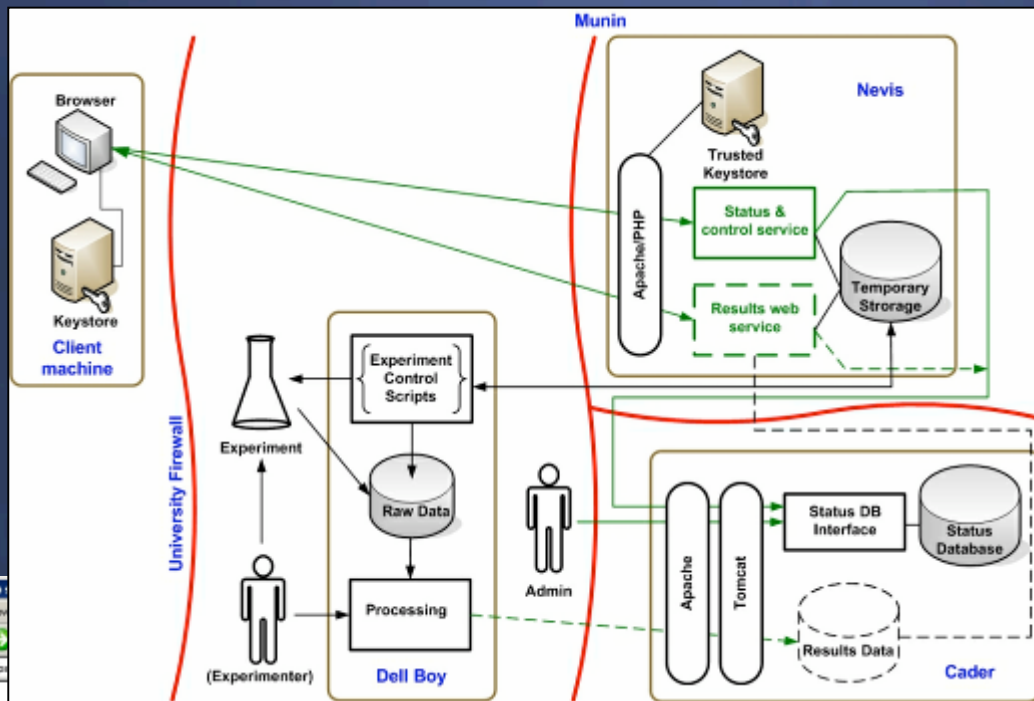 Munin
Browser
Keystore
Client
machine
University Firewall
Nevis
Trusted
Keystore
Apache/PHP
Status &
control service
Results web
service
Temporary
Strorage
Experiment
Control
Scripts
Experiment
Raw Data
Processing
(Experimenter)
Dell Boy
Admin
Apache
Tomcat
Status DB
Interface
Status
Database
Results Data
Cader